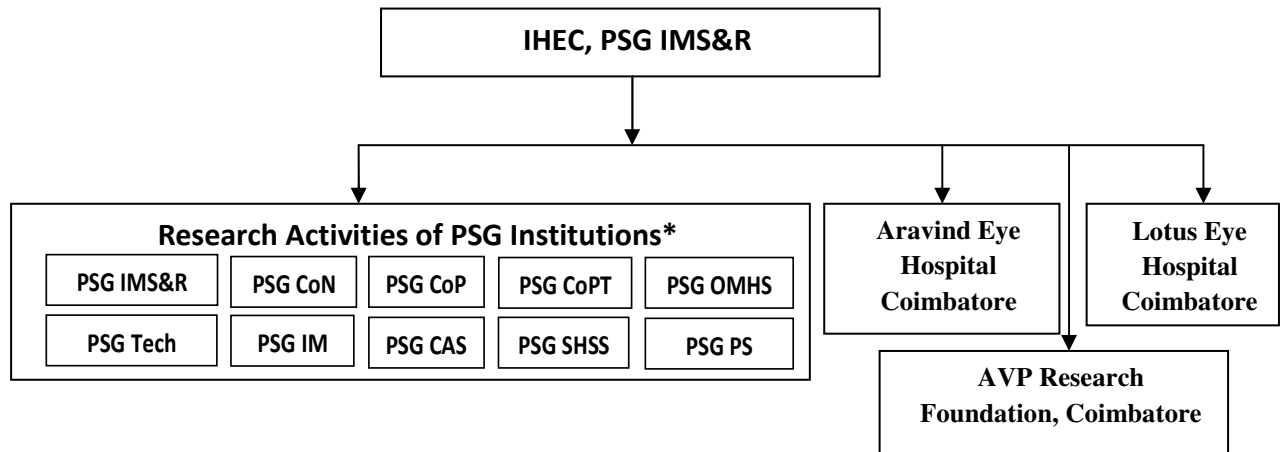 IHEC, PSG IMS&R
Research Activities of PSG Institutions*
PSG IMS&R
PSG CoN
PSG CoP
PSG CoPT
PSG OMHS
PSG Tech
PSG IM
PSG CAS
PSG SHSS
PSG PS
Aravind Eye
Hospital
Coimbatore
Lotus Eye
Hospital
Coimbatore
AVP Research
Foundation, Coimbatore